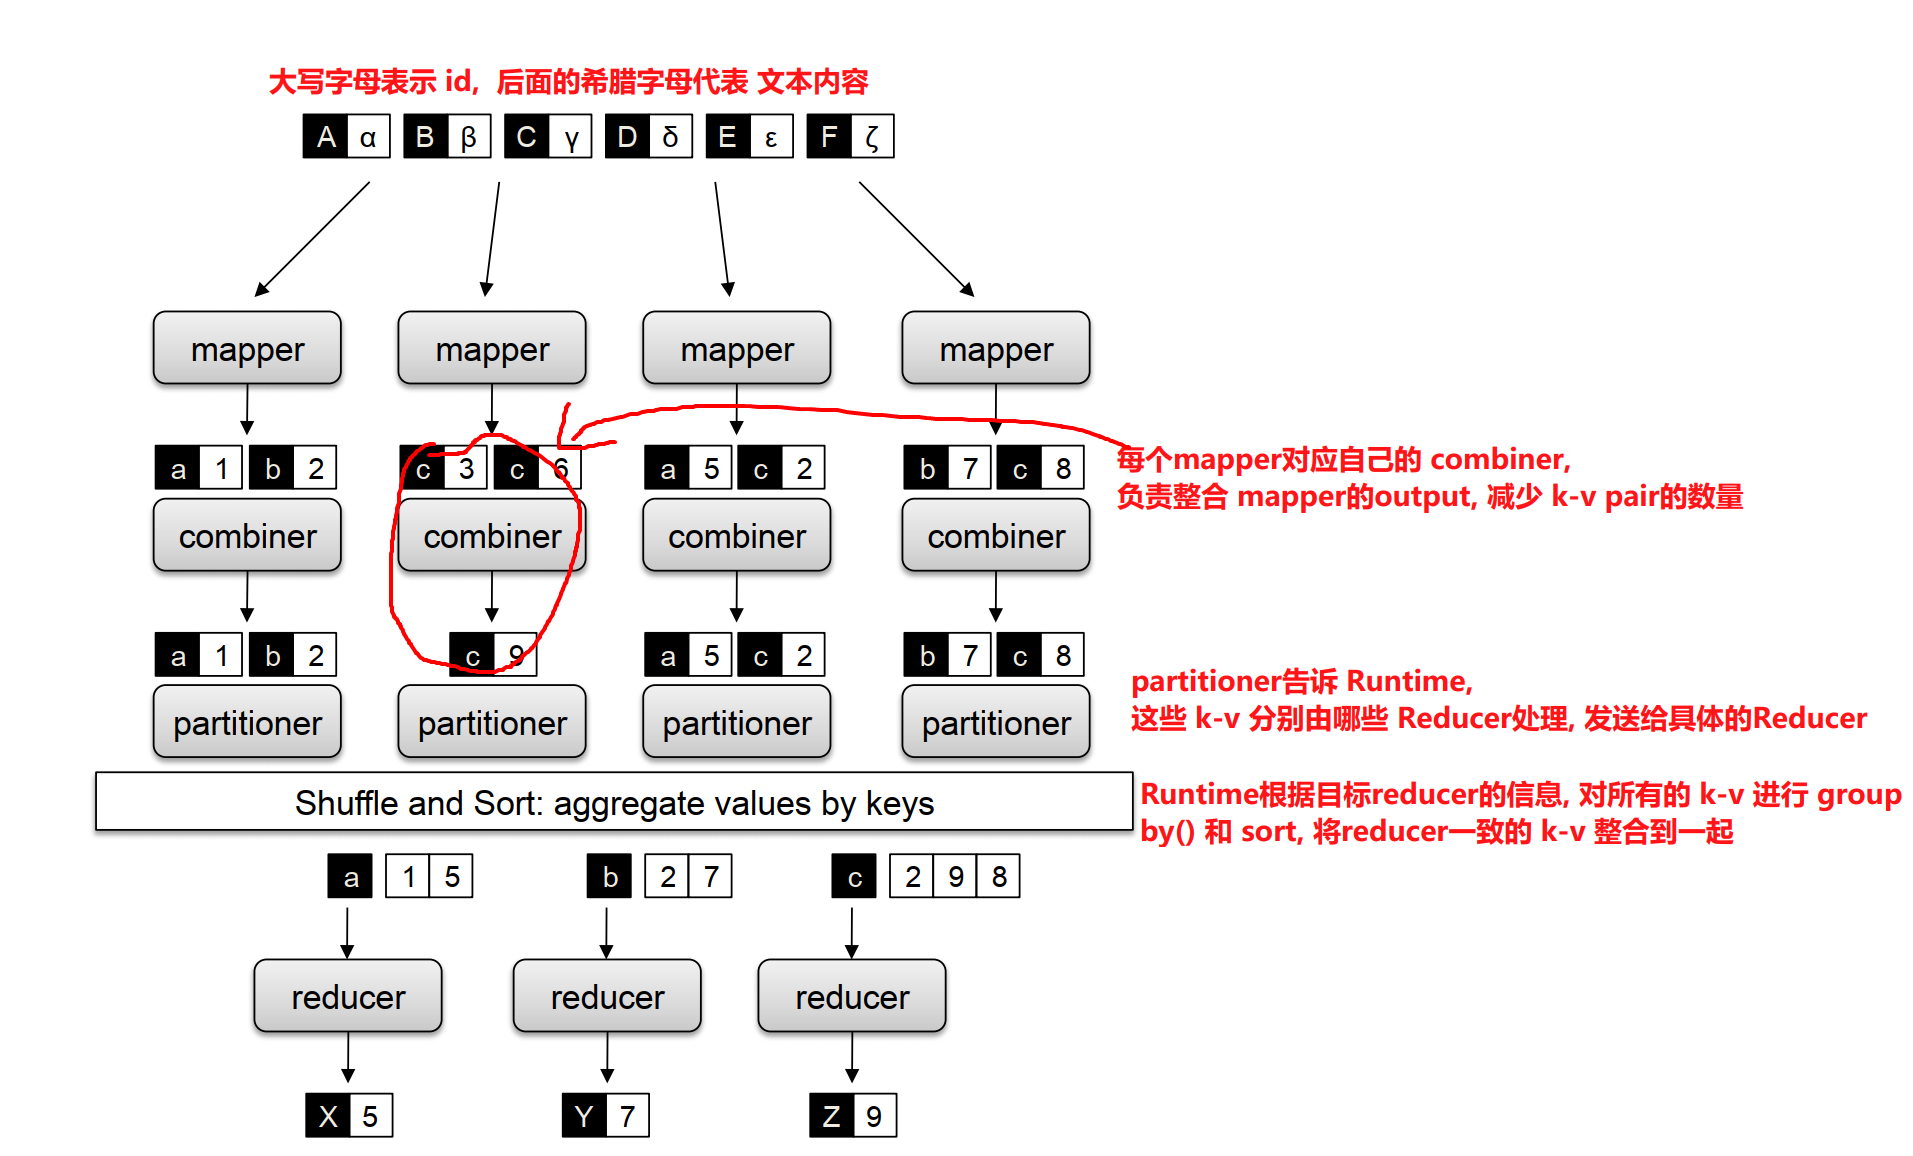 大写字母表示 id, 后面的希腊字母代表 文本内容
A α B β C γ D δ E ε F ζ
mapper mapper mapper mapper
a 1 b 2 c 3 c 6 a 5 c 2 b 7 c 8
每个mapper对应自己的 combiner,
负责整合 mapper的output, 减少 k-v pair的数量
combiner combiner combiner combiner
a 1 b 2 c 9 a 5 c 2 b 7 c 8
partitioner告诉 Runtime,
这些 k-v 分别由哪些 Reducer处理, 发送给具体的Reducer
partitioner partitioner partitioner partitioner
Shuffle and Sort: aggregate values by keys
Runtime根据目标reducer的信息, 对所有的 k-v 进行 group
by() 和 sort, 将reducer一致的 k-v 整合到一起
a 1 5 b 2 7 c 2 9 8
reducer reducer reducer
X 5 Y 7 Z 9